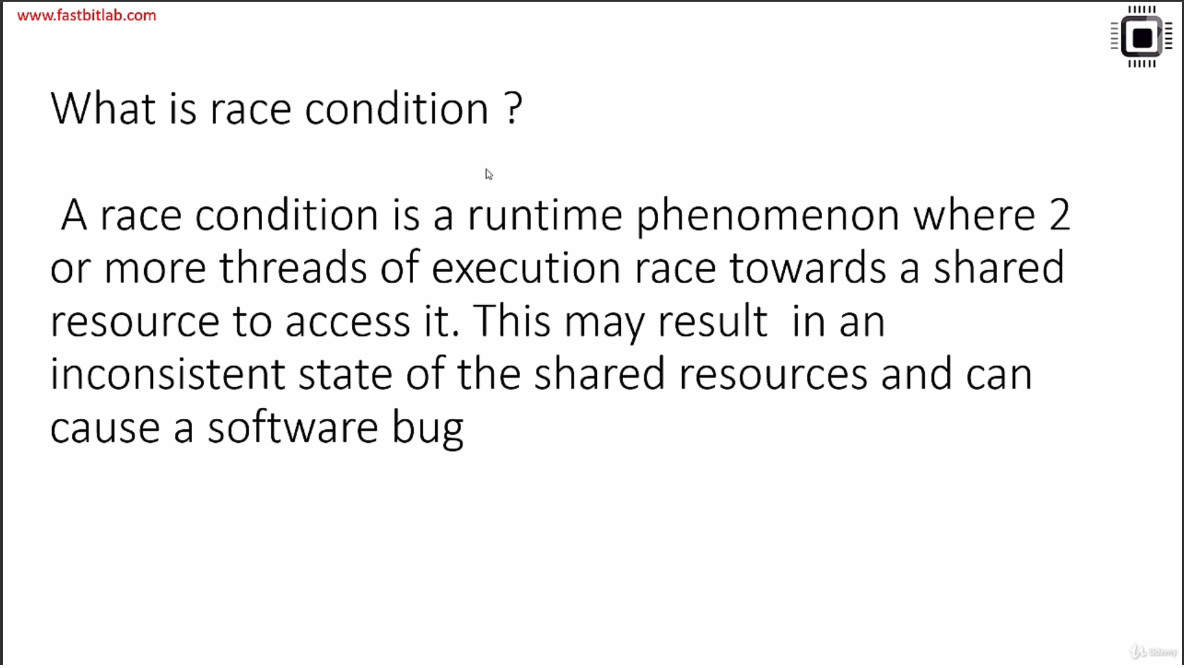 www.fastbitlab.com
What is race condition ?
A race condition is a runtime phenomenon where 2
or more threads of execution race towards a shared
resource to access it. This may result  in an
inconsistent state of the shared resources and can
cause a software bug
Udemy